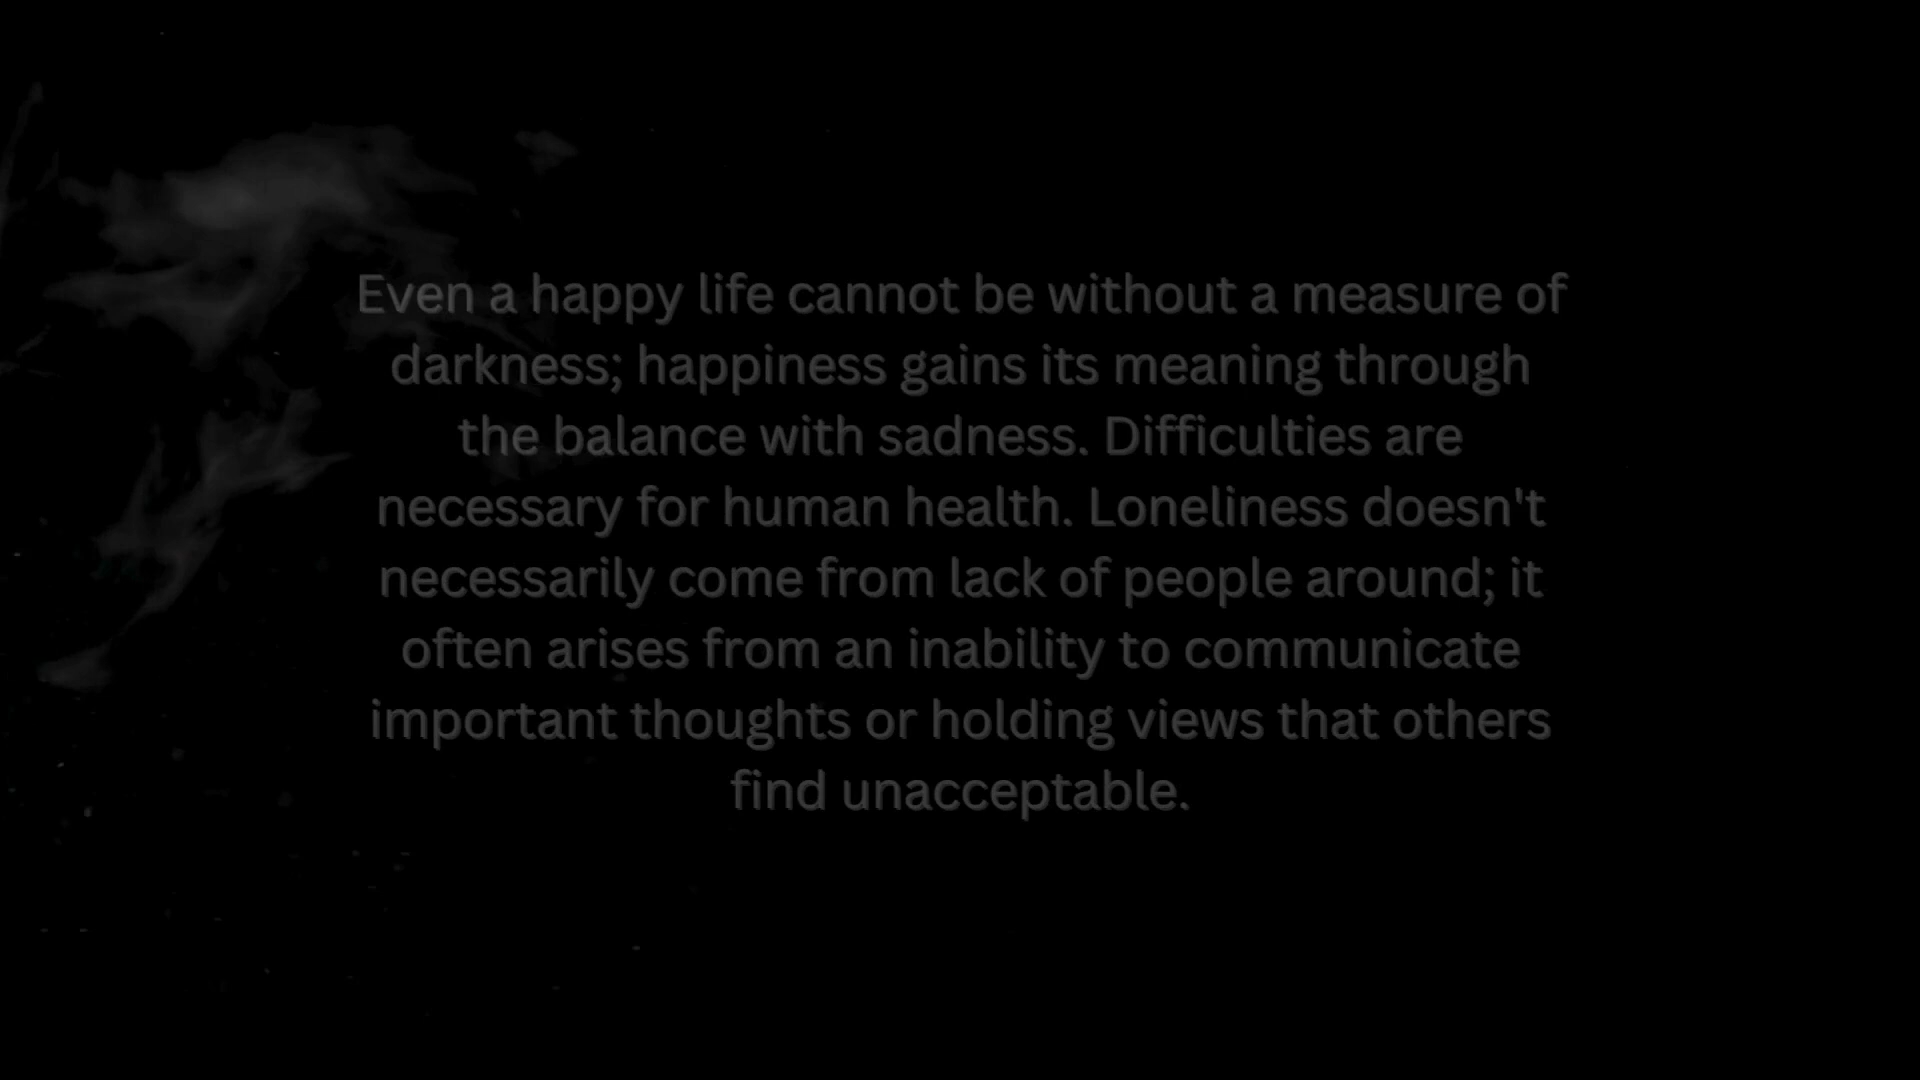 Even a happy life cannot be without a measure of
darkness; happiness gains its meaning through
the balance with sadness. Difficulties are
necessary for human health. Loneliness doesn't
necessarily come from lack of people around; it
often arises from an inability to communicate
important thoughts or holding views that others
find unacceptable.